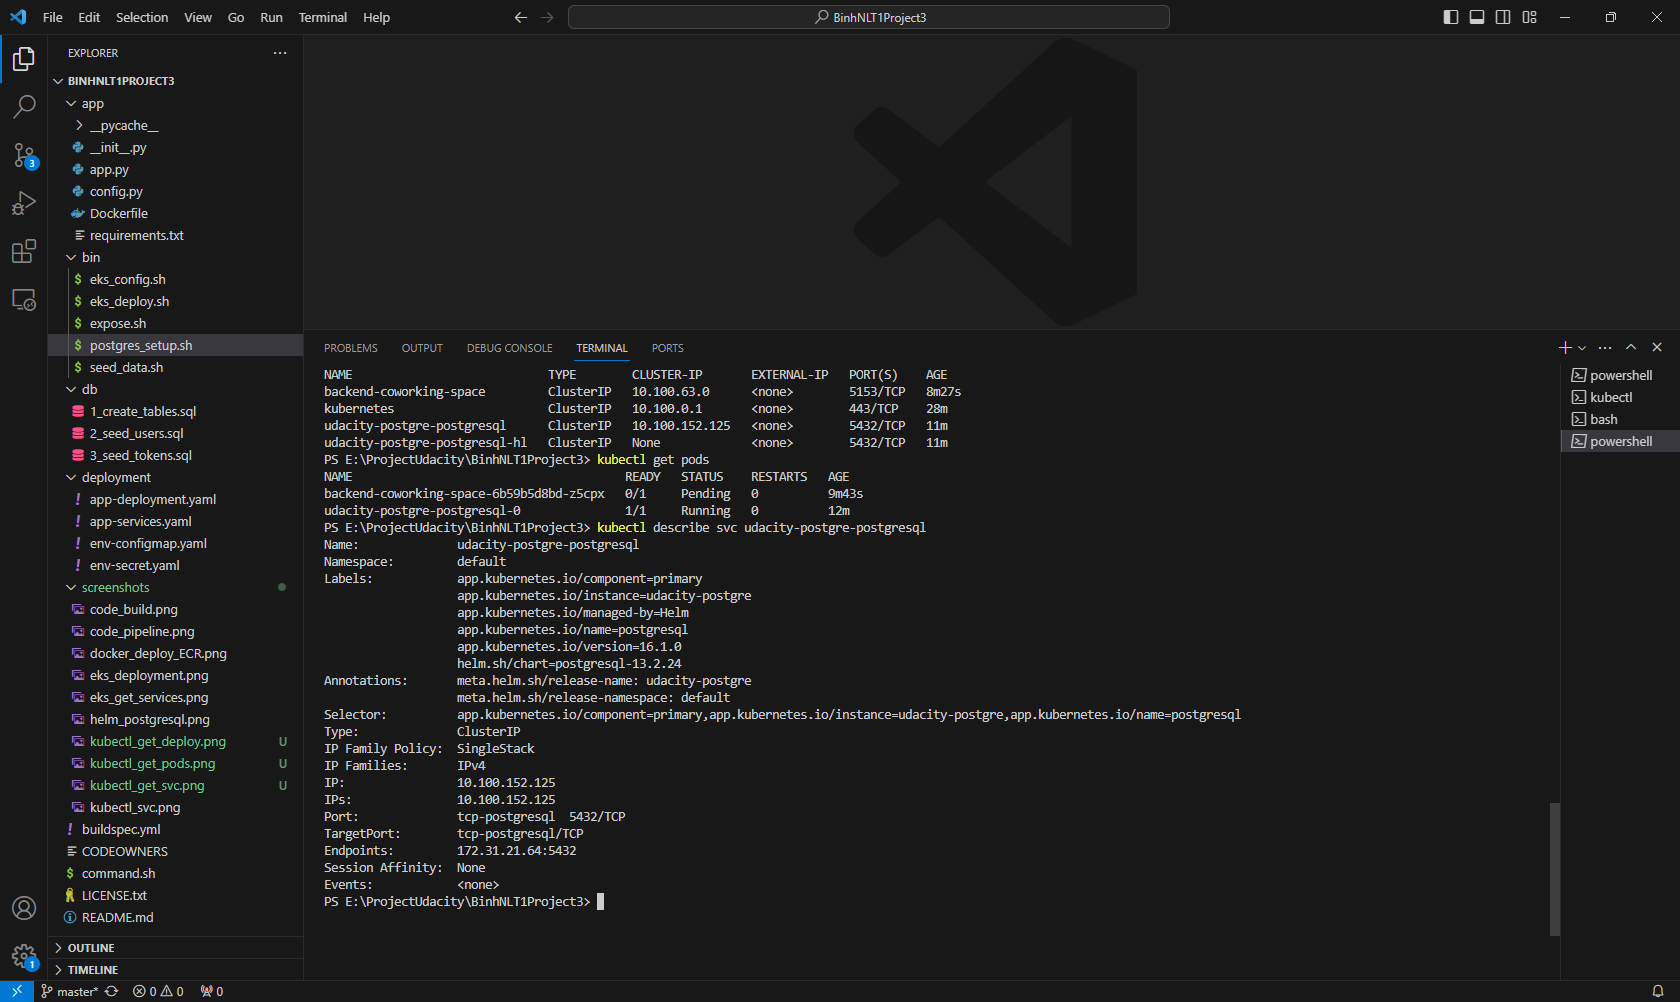 File Edit Selection View Go Run Terminal Help
BinhNLT1Project3
EXPLORER
BINHNLT1PROJECT3
app
__pycache__
__init__.py
app.py
config.py
Dockerfile
requirements.txt
bin
$ eks_config.sh
$ eks_deploy.sh
$ expose.sh
$ postgres_setup.sh
$ seed_data.sh
db
1_create_tables.sql
2_seed_users.sql
3_seed_tokens.sql
deployment
! app-deployment.yaml
! app-services.yaml
! env-configmap.yaml
! env-secret.yaml
screenshots
code_build.png
code_pipeline.png
docker_deploy_ECR.png
eks_deployment.png
eks_get_services.png
helm_postgresql.png
kubectl_get_deploy.png U
kubectl_get_pods.png U
kubectl_get_svc.png U
kubectl_svc.png
! buildspec.yml
CODEOWNERS
$ command.sh
LICENSE.txt
README.md
OUTLINE
TIMELINE
3
1
PROBLEMS OUTPUT DEBUG CONSOLE TERMINAL PORTS
NAME TYPE CLUSTER-IP EXTERNAL-IP PORT(S) AGE
backend-coworking-space ClusterIP 10.100.63.0 <none> 5153/TCP 8m27s
kubernetes ClusterIP 10.100.0.1 <none> 443/TCP 28m
udacity-postgre-postgresql ClusterIP 10.100.152.125 <none> 5432/TCP 11m
udacity-postgre-postgresql-hl ClusterIP None <none> 5432/TCP 11m
PS E:\ProjectUdacity\BinhNLT1Project3> kubectl get pods
NAME READY STATUS RESTARTS AGE
backend-coworking-space-6b59b5d8bd-z5cpx 0/1 Pending 0 9m43s
udacity-postgre-postgresql-0 1/1 Running 0 12m
PS E:\ProjectUdacity\BinhNLT1Project3> kubectl describe svc udacity-postgre-postgresql
Name: udacity-postgre-postgresql
Namespace: default
Labels: app.kubernetes.io/component=primary
app.kubernetes.io/instance=udacity-postgre
app.kubernetes.io/managed-by=Helm
app.kubernetes.io/name=postgresql
app.kubernetes.io/version=16.1.0
helm.sh/chart=postgresql-13.2.24
Annotations: meta.helm.sh/release-name: udacity-postgre
meta.helm.sh/release-namespace: default
Selector: app.kubernetes.io/component=primary,app.kubernetes.io/instance=udacity-postgre,app.kubernetes.io/name=postgresql
Type: ClusterIP
IP Family Policy: SingleStack
IP Families: IPv4
IP: 10.100.152.125
IPs: 10.100.152.125
Port: tcp-postgresql 5432/TCP
TargetPort: tcp-postgresql/TCP
Endpoints: 172.31.21.64:5432
Session Affinity: None
Events: <none>
PS E:\ProjectUdacity\BinhNLT1Project3>
powershell
kubectl
bash
powershell
master* 0 0 0